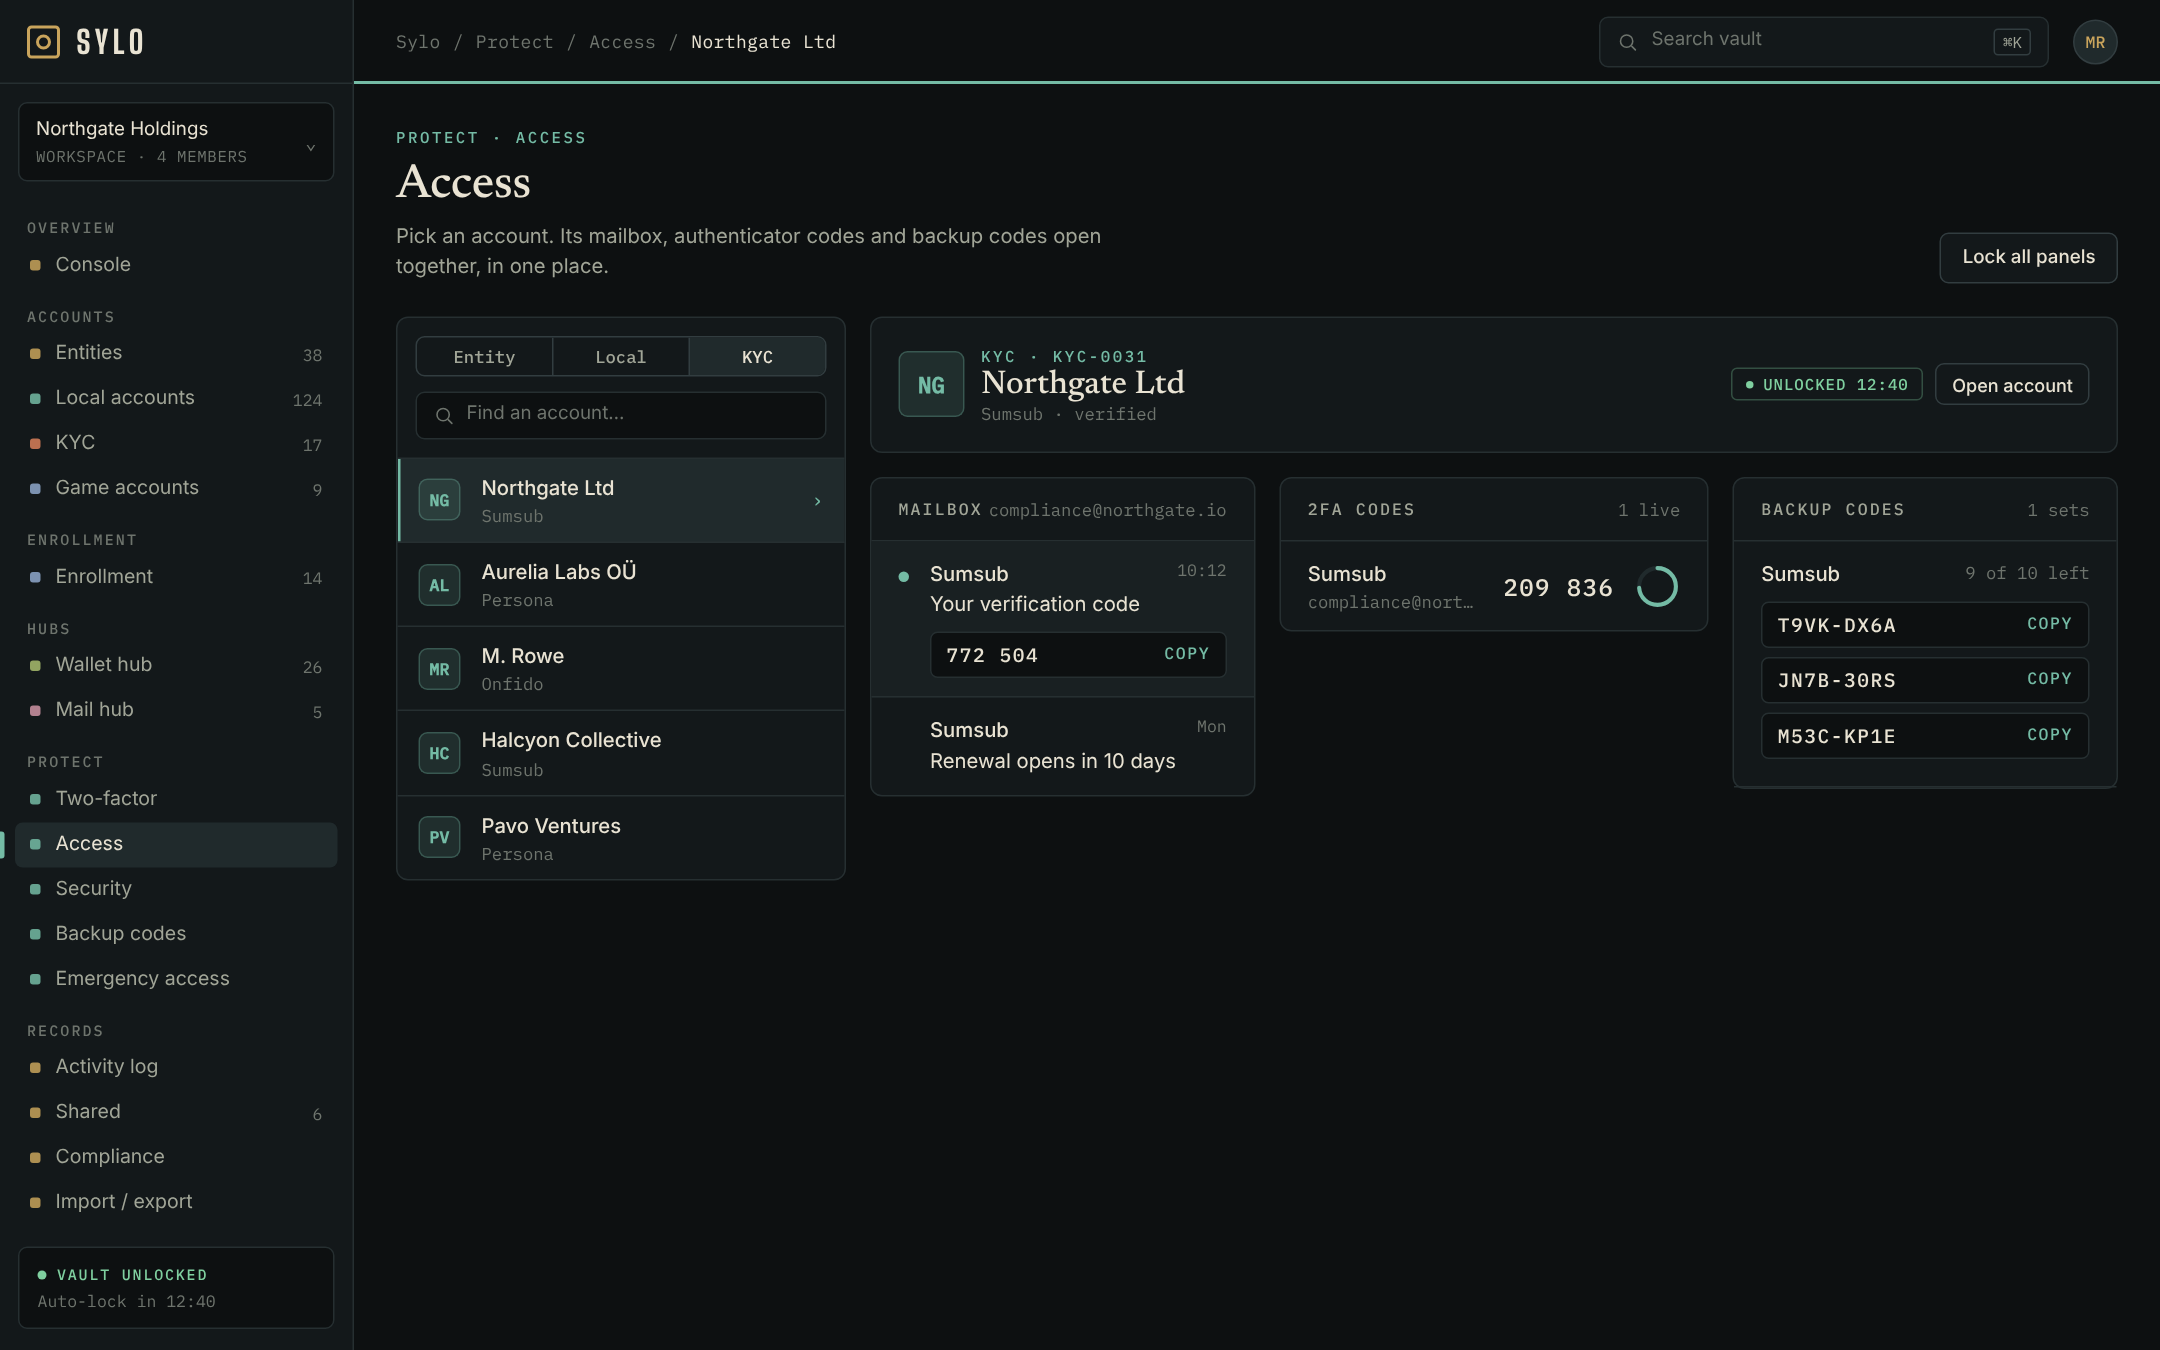 SYLO
Northgate Holdings
WORKSPACE · 4 MEMBERS
OVERVIEW
Console
ACCOUNTS
Entities 38
Local accounts 124
KYC 17
Game accounts 9
ENROLLMENT
Enrollment 14
HUBS
Wallet hub 26
Mail hub 5
PROTECT
Two-factor
Access
Security
Backup codes
Emergency access
RECORDS
Activity log
Shared 6
Compliance
Import / export
VAULT UNLOCKED
Auto-lock in 12:40
Sylo / Protect / Access / Northgate Ltd
Search vault ⌘K
MR
PROTECT · ACCESS
Access
Pick an account. Its mailbox, authenticator codes and backup codes open
together, in one place.
Lock all panels
Entity Local KYC
Find an account...
NG Northgate Ltd ›
Sumsub
AL Aurelia Labs OÜ
Persona
MR M. Rowe
Onfido
HC Halcyon Collective
Sumsub
PV Pavo Ventures
Persona
NG
KYC · KYC-0031
Northgate Ltd
Sumsub · verified
UNLOCKED 12:40
Open account
MAILBOX compliance@northgate.io
Sumsub 10:12
Your verification code
772 504 COPY
Sumsub Mon
Renewal opens in 10 days
2FA CODES 1 live
Sumsub
compliance@nort…
209 836
BACKUP CODES 1 sets
Sumsub 9 of 10 left
T9VK-DX6A COPY
JN7B-30RS COPY
M53C-KP1E COPY